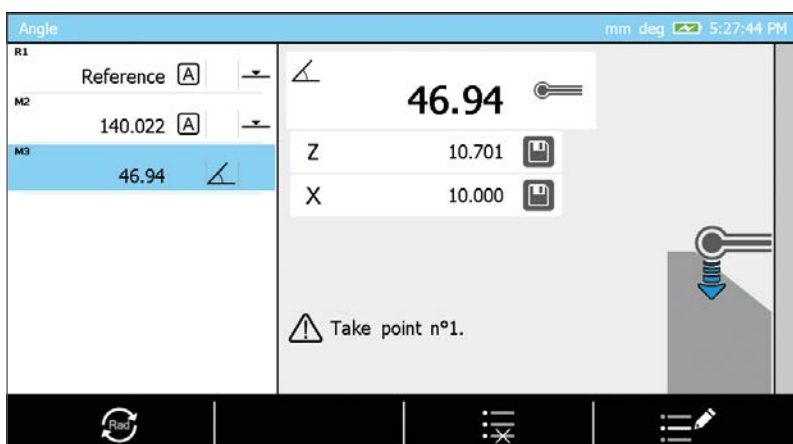 Angle
mm deg 5:27:44 PM
R1
Reference A
M2
140.022 A
M3
46.94
46.94
Z 10.701
X 10.000
Take point nº1.
Rad